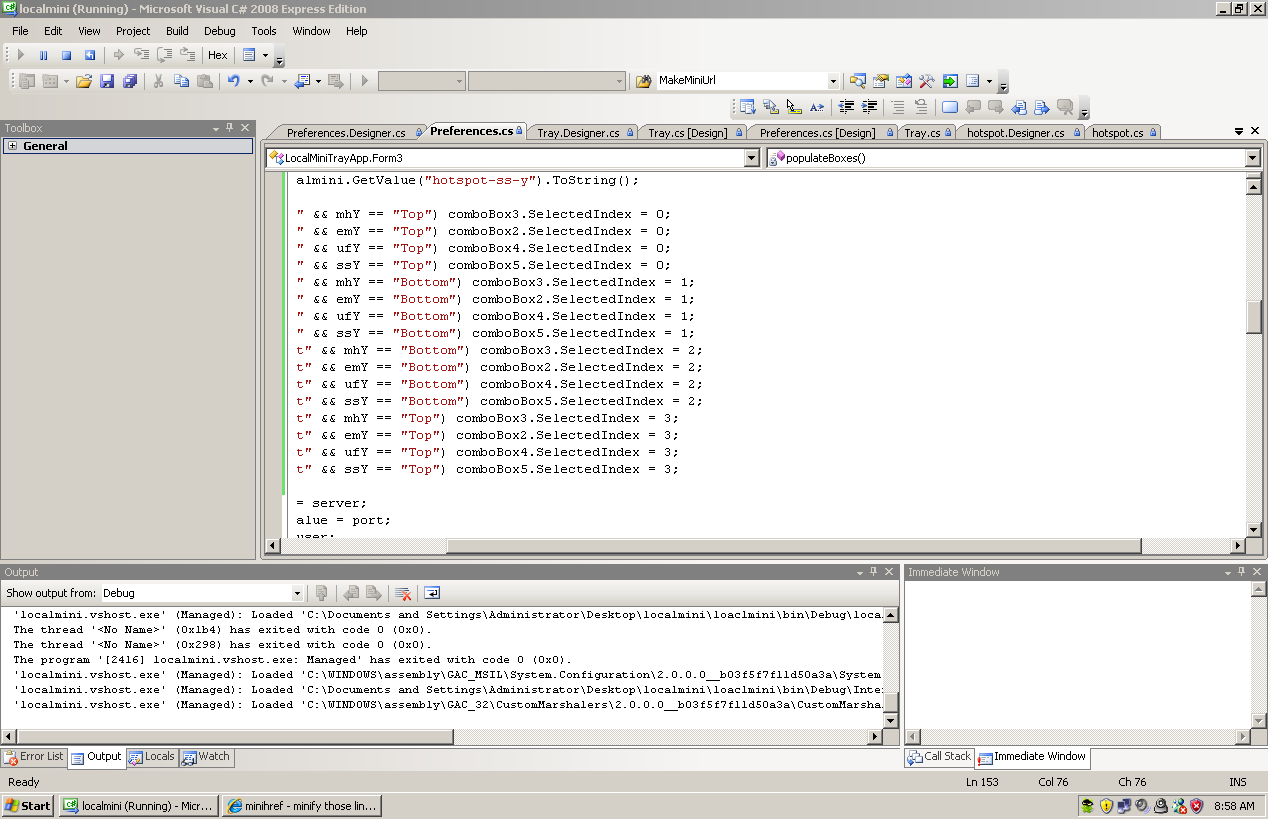 localmini (Running) - Microsoft Visual C# 2008 Express Edition
File Edit View Project Build Debug Tools Window Help
Hex
MakeMiniUrl
Toolbox
General
Preferences.Designer.cs Preferences.cs Tray.Designer.cs Tray.cs [Design] Preferences.cs [Design] Tray.cs hotspot.Designer.cs hotspot.cs
LocalMiniTrayApp.Form3 populateBoxes()
almini.GetValue("hotspot-ss-y").ToString();
" && mhY == "Top") comboBox3.SelectedIndex = 0;
" && emY == "Top") comboBox2.SelectedIndex = 0;
" && ufY == "Top") comboBox4.SelectedIndex = 0;
" && ssY == "Top") comboBox5.SelectedIndex = 0;
" && mhY == "Bottom") comboBox3.SelectedIndex = 1;
" && emY == "Bottom") comboBox2.SelectedIndex = 1;
" && ufY == "Bottom") comboBox4.SelectedIndex = 1;
" && ssY == "Bottom") comboBox5.SelectedIndex = 1;
t" && mhY == "Bottom") comboBox3.SelectedIndex = 2;
t" && emY == "Bottom") comboBox2.SelectedIndex = 2;
t" && ufY == "Bottom") comboBox4.SelectedIndex = 2;
t" && ssY == "Bottom") comboBox5.SelectedIndex = 2;
t" && mhY == "Top") comboBox3.SelectedIndex = 3;
t" && emY == "Top") comboBox2.SelectedIndex = 3;
t" && ufY == "Top") comboBox4.SelectedIndex = 3;
t" && ssY == "Top") comboBox5.SelectedIndex = 3;
= server;
alue = port;
user;
Output
Show output from: Debug
'localmini.vshost.exe' (Managed): Loaded 'C:\Documents and Settings\Administrator\Desktop\localmini\loaclmini\bin\Debug\loca
The thread '<No Name>' (0x1b4) has exited with code 0 (0x0).
The thread '<No Name>' (0x298) has exited with code 0 (0x0).
The program '[2416] localmini.vshost.exe: Managed' has exited with code 0 (0x0).
'localmini.vshost.exe' (Managed): Loaded 'C:\WINDOWS\assembly\GAC_MSIL\System.Configuration\2.0.0.0__b03f5f7f11d50a3a\System
'localmini.vshost.exe' (Managed): Loaded 'C:\Documents and Settings\Administrator\Desktop\localmini\loaclmini\bin\Debug\Inte
'localmini.vshost.exe' (Managed): Loaded 'C:\WINDOWS\assembly\GAC_32\CustomMarshalers\2.0.0.0__b03f5f7f11d50a3a\CustomMarsha
Immediate Window
Error List Output Locals Watch
Call Stack Immediate Window
Ready Ln 153 Col 76 Ch 76 INS
Start localmini (Running) - Micr... minihref - minify those lin... 8:58 AM